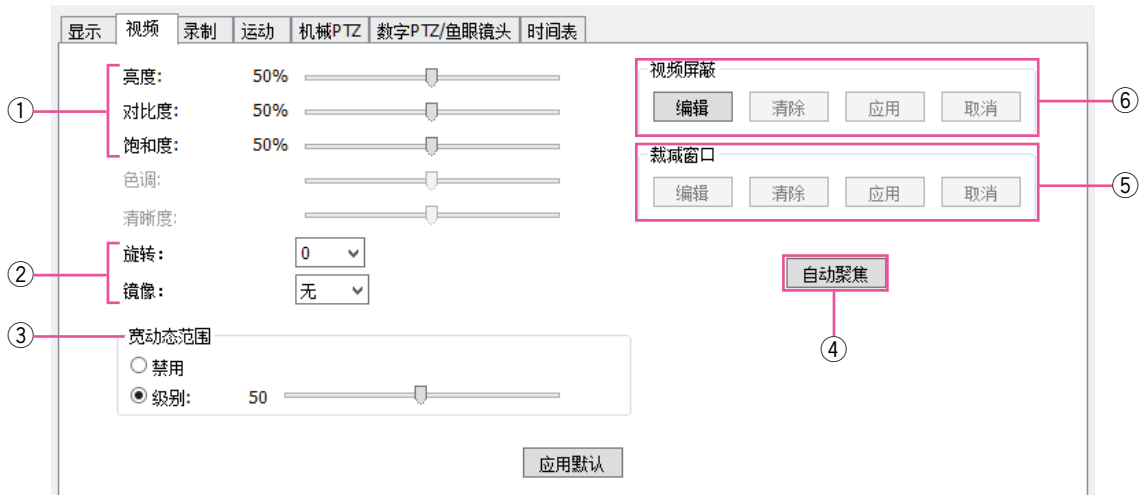 显示 视频 录制 运动 机械PTZ 数字PTZ/鱼眼镜头 时间表
① 亮度: 50%
对比度: 50%
饱和度: 50%
色调:
清晰度:
② 旋转: 0
镜像: 无
③ 宽动态范围
禁用
级别: 50
视频屏蔽 ⑥
编辑 清除 应用 取消
裁减窗口 ⑤
编辑 清除 应用 取消
自动聚焦
④
应用默认